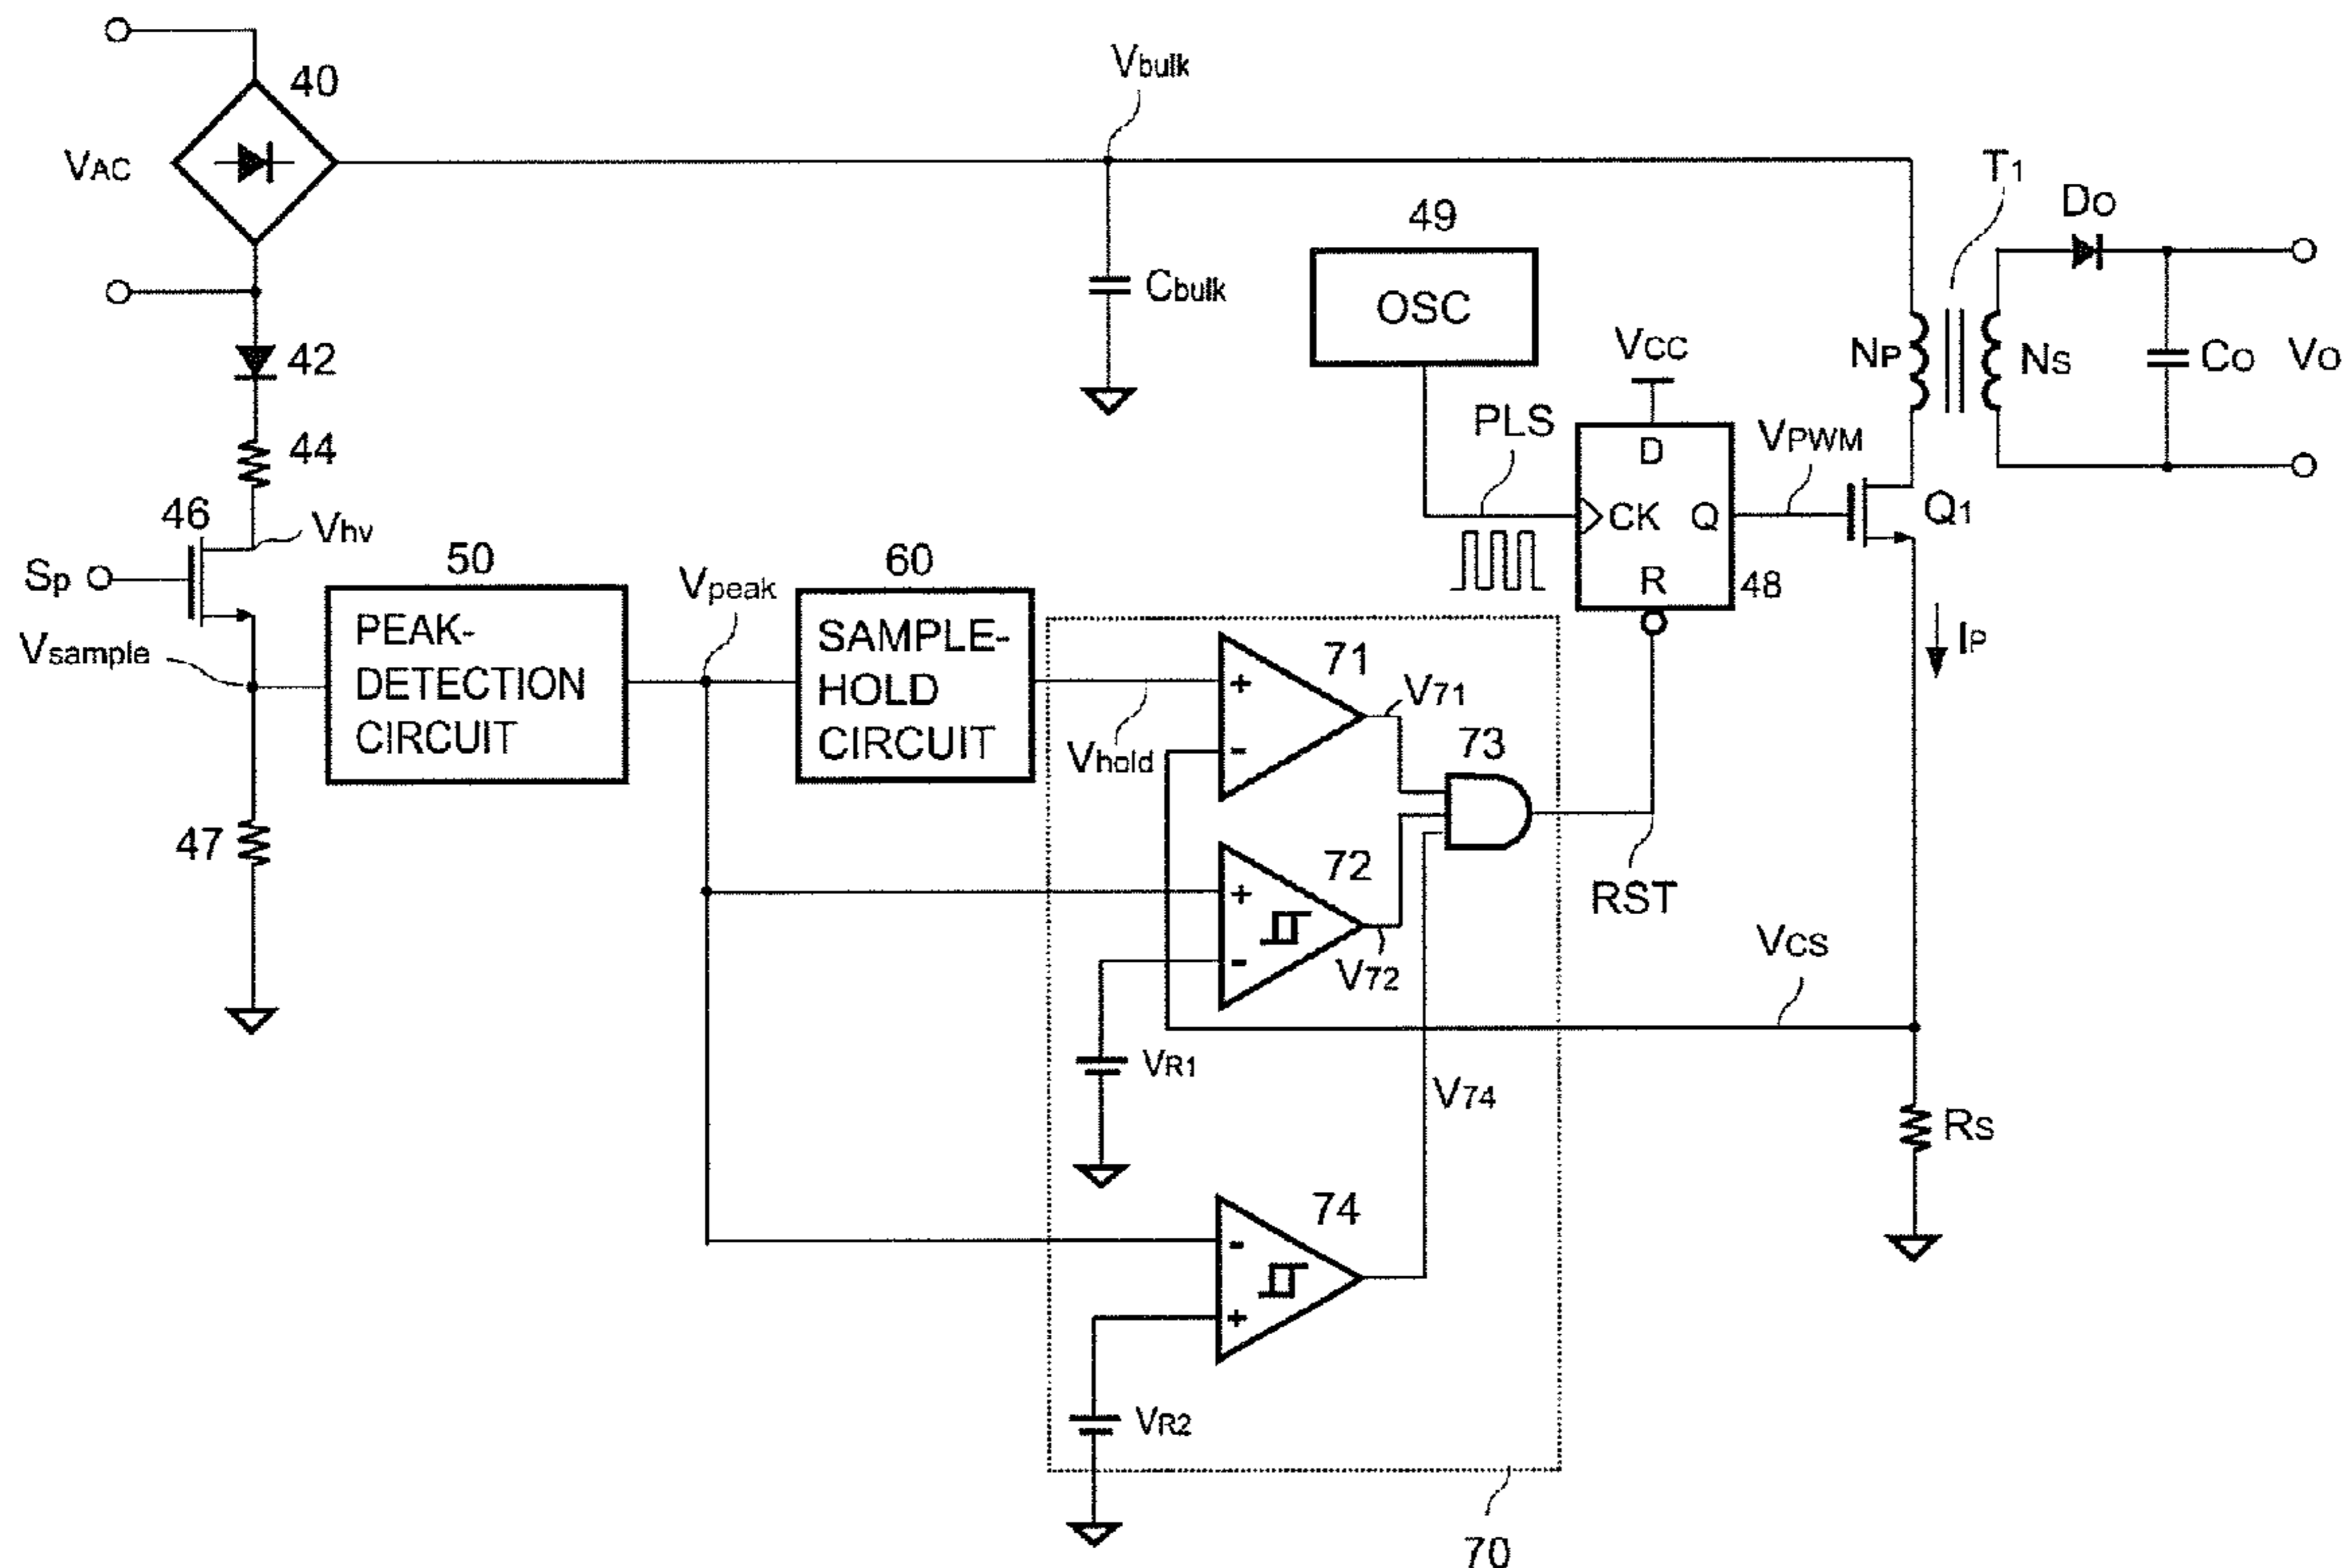 40
VAC
Vbulk
Cbulk
42
44
46
Vhv
Sp
Vsample
47
50
PEAK-
DETECTION
CIRCUIT
Vpeak
60
SAMPLE-
HOLD
CIRCUIT
Vhold
49
OSC
PLS
VCC
D
CK
Q
R
48
VPWM
Q1
IP
T1
NP
NS
DO
CO
VO
71
+
-
V71
72
+
-
V72
73
RST
VCS
VR1
V74
RS
74
-
+
VR2
70